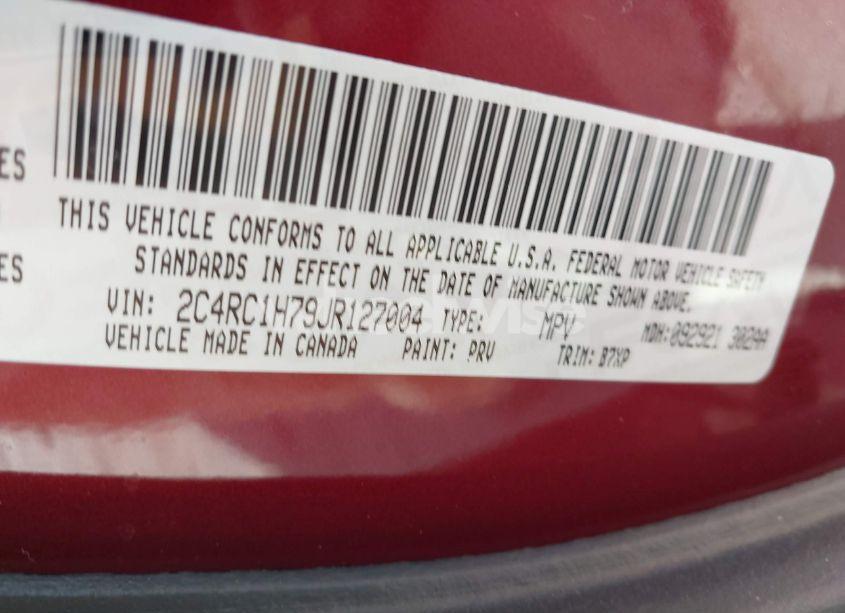 ES
ES
THIS VEHICLE CONFORMS TO ALL APPLICABLE U.S.A. FEDERAL MOTOR VEHICLE SAFETY
STANDARDS IN EFFECT ON THE DATE OF MANUFACTURE SHOWN ABOVE.
VIN: 2C4RC1H79JR127004 TYPE: MPV MDH:092921 302AA
VEHICLE MADE IN CANADA PAINT: PRV TRIM: B7XP